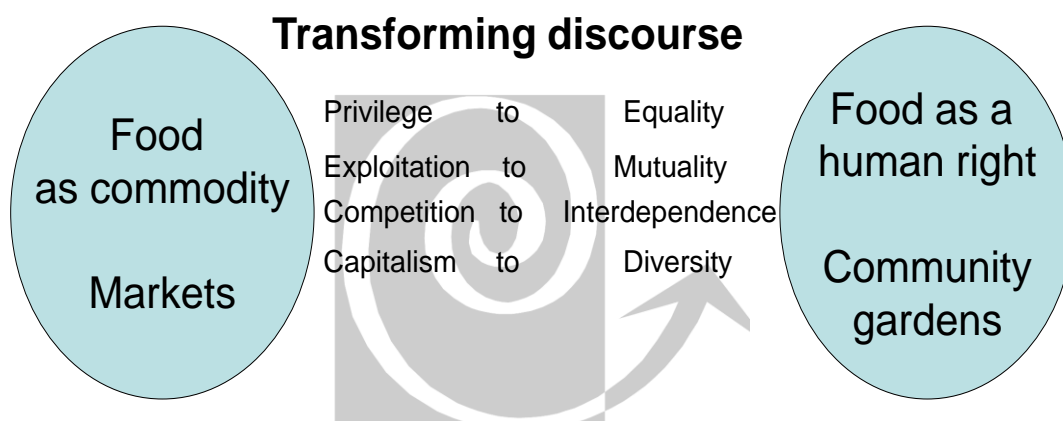 Transforming discourse
Food
as commodity
Markets
Privilege to Equality
Exploitation to Mutuality
Competition to Interdependence
Capitalism to Diversity
Food as a
human right
Community
gardens